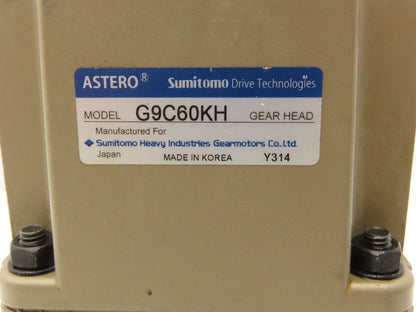 ASTERO® Sumitomo Drive Technologies
MODEL G9C60KH GEAR HEAD
Manufactured For
Sumitomo Heavy Industries Gearmotors Co.,Ltd.
Japan MADE IN KOREA Y314